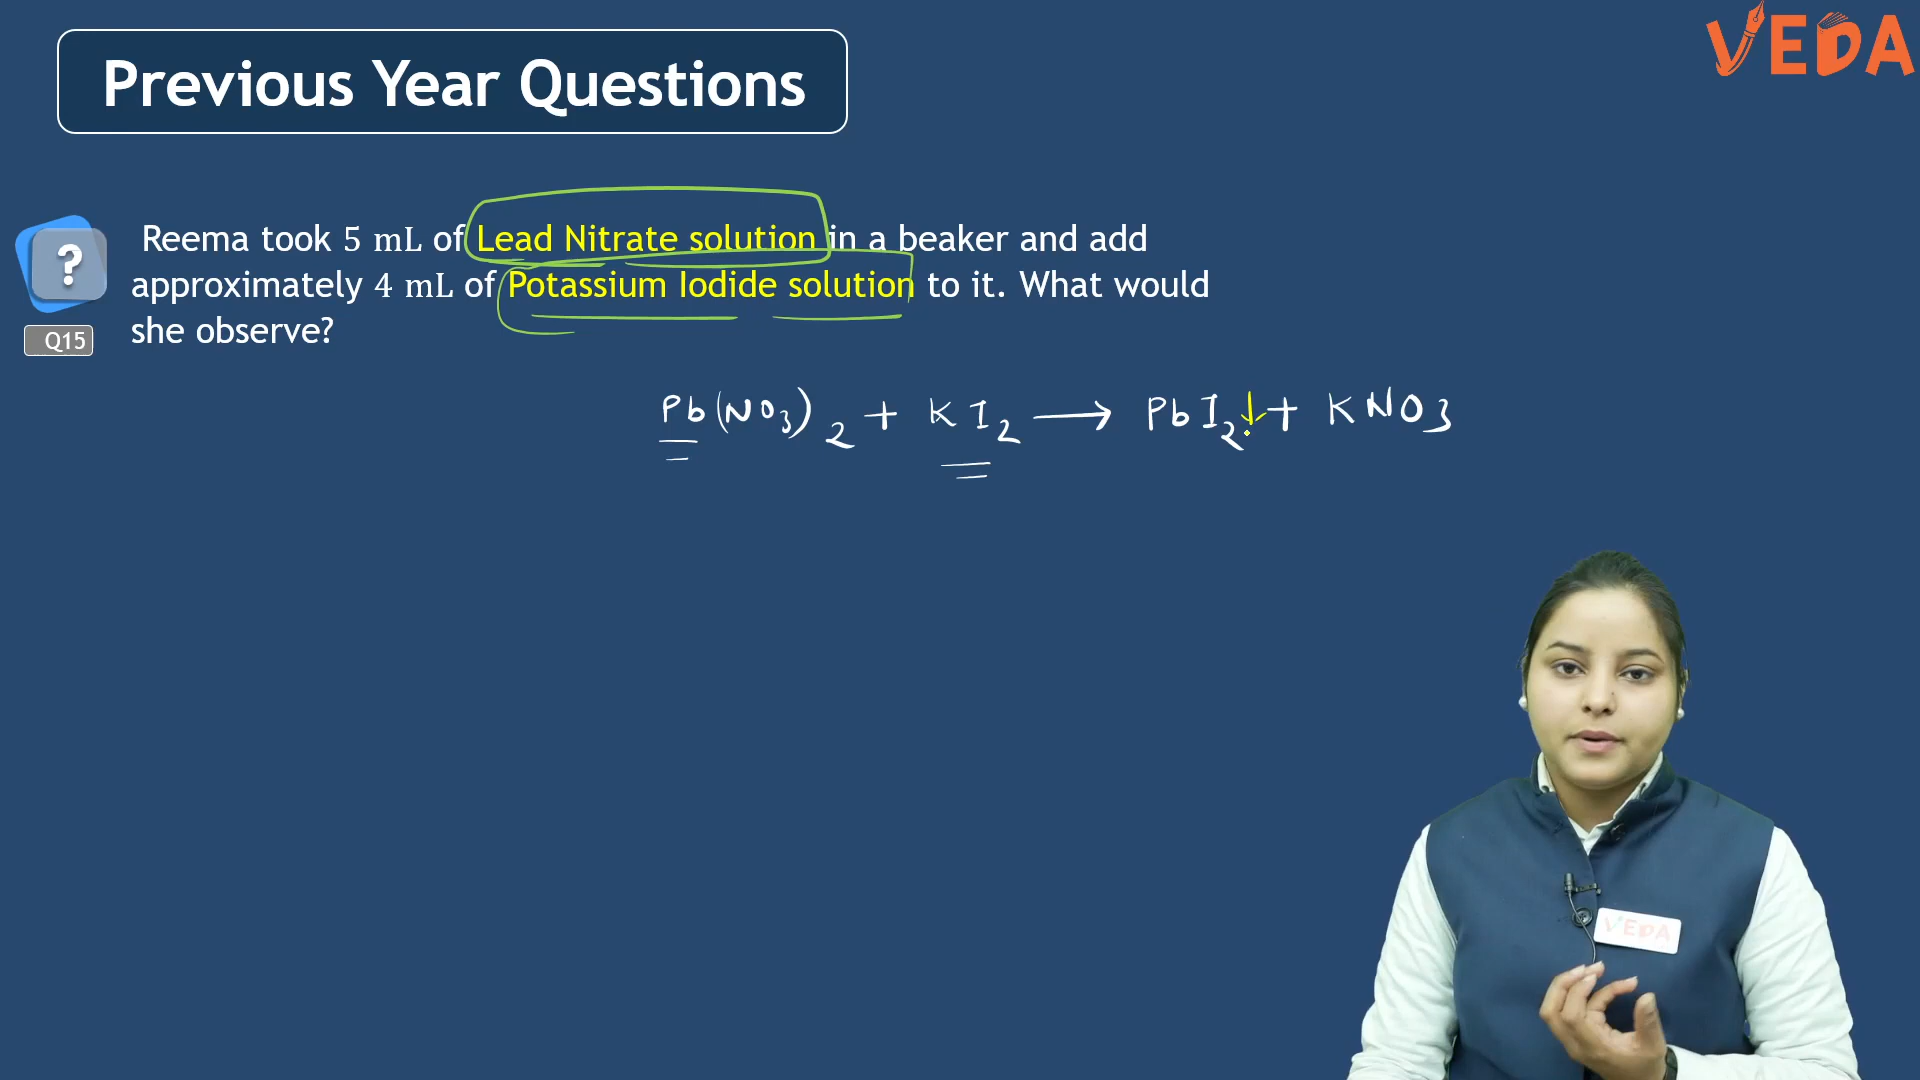 VEDA
Previous Year Questions
Reema took 5 mL of Lead Nitrate solution in a beaker and add
approximately 4 mL of Potassium Iodide solution to it. What would
she observe?
Q15
Pb(NO3)2 + KI2 → PbI2↓ + KNO3
VEDA